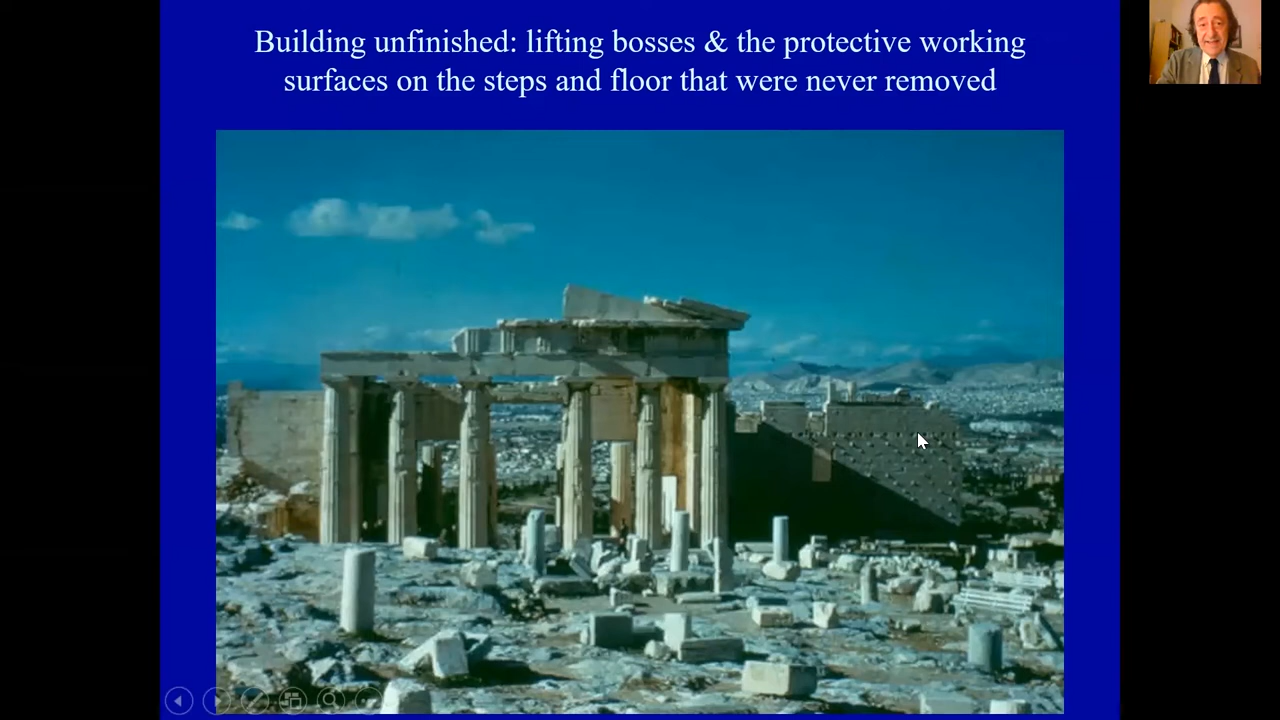 Building unfinished: lifting bosses & the protective working
surfaces on the steps and floor that were never removed